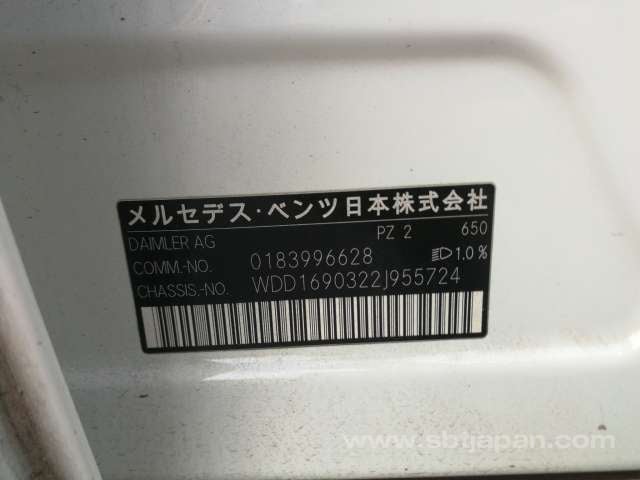 メルセデス・ベンツ日本株式会社
DAIMLER AG PZ 2 650
COMM.-NO. 0183996628 1.0%
CHASSIS.-NO. WDD1690322J955724
www.sbtjapan.com